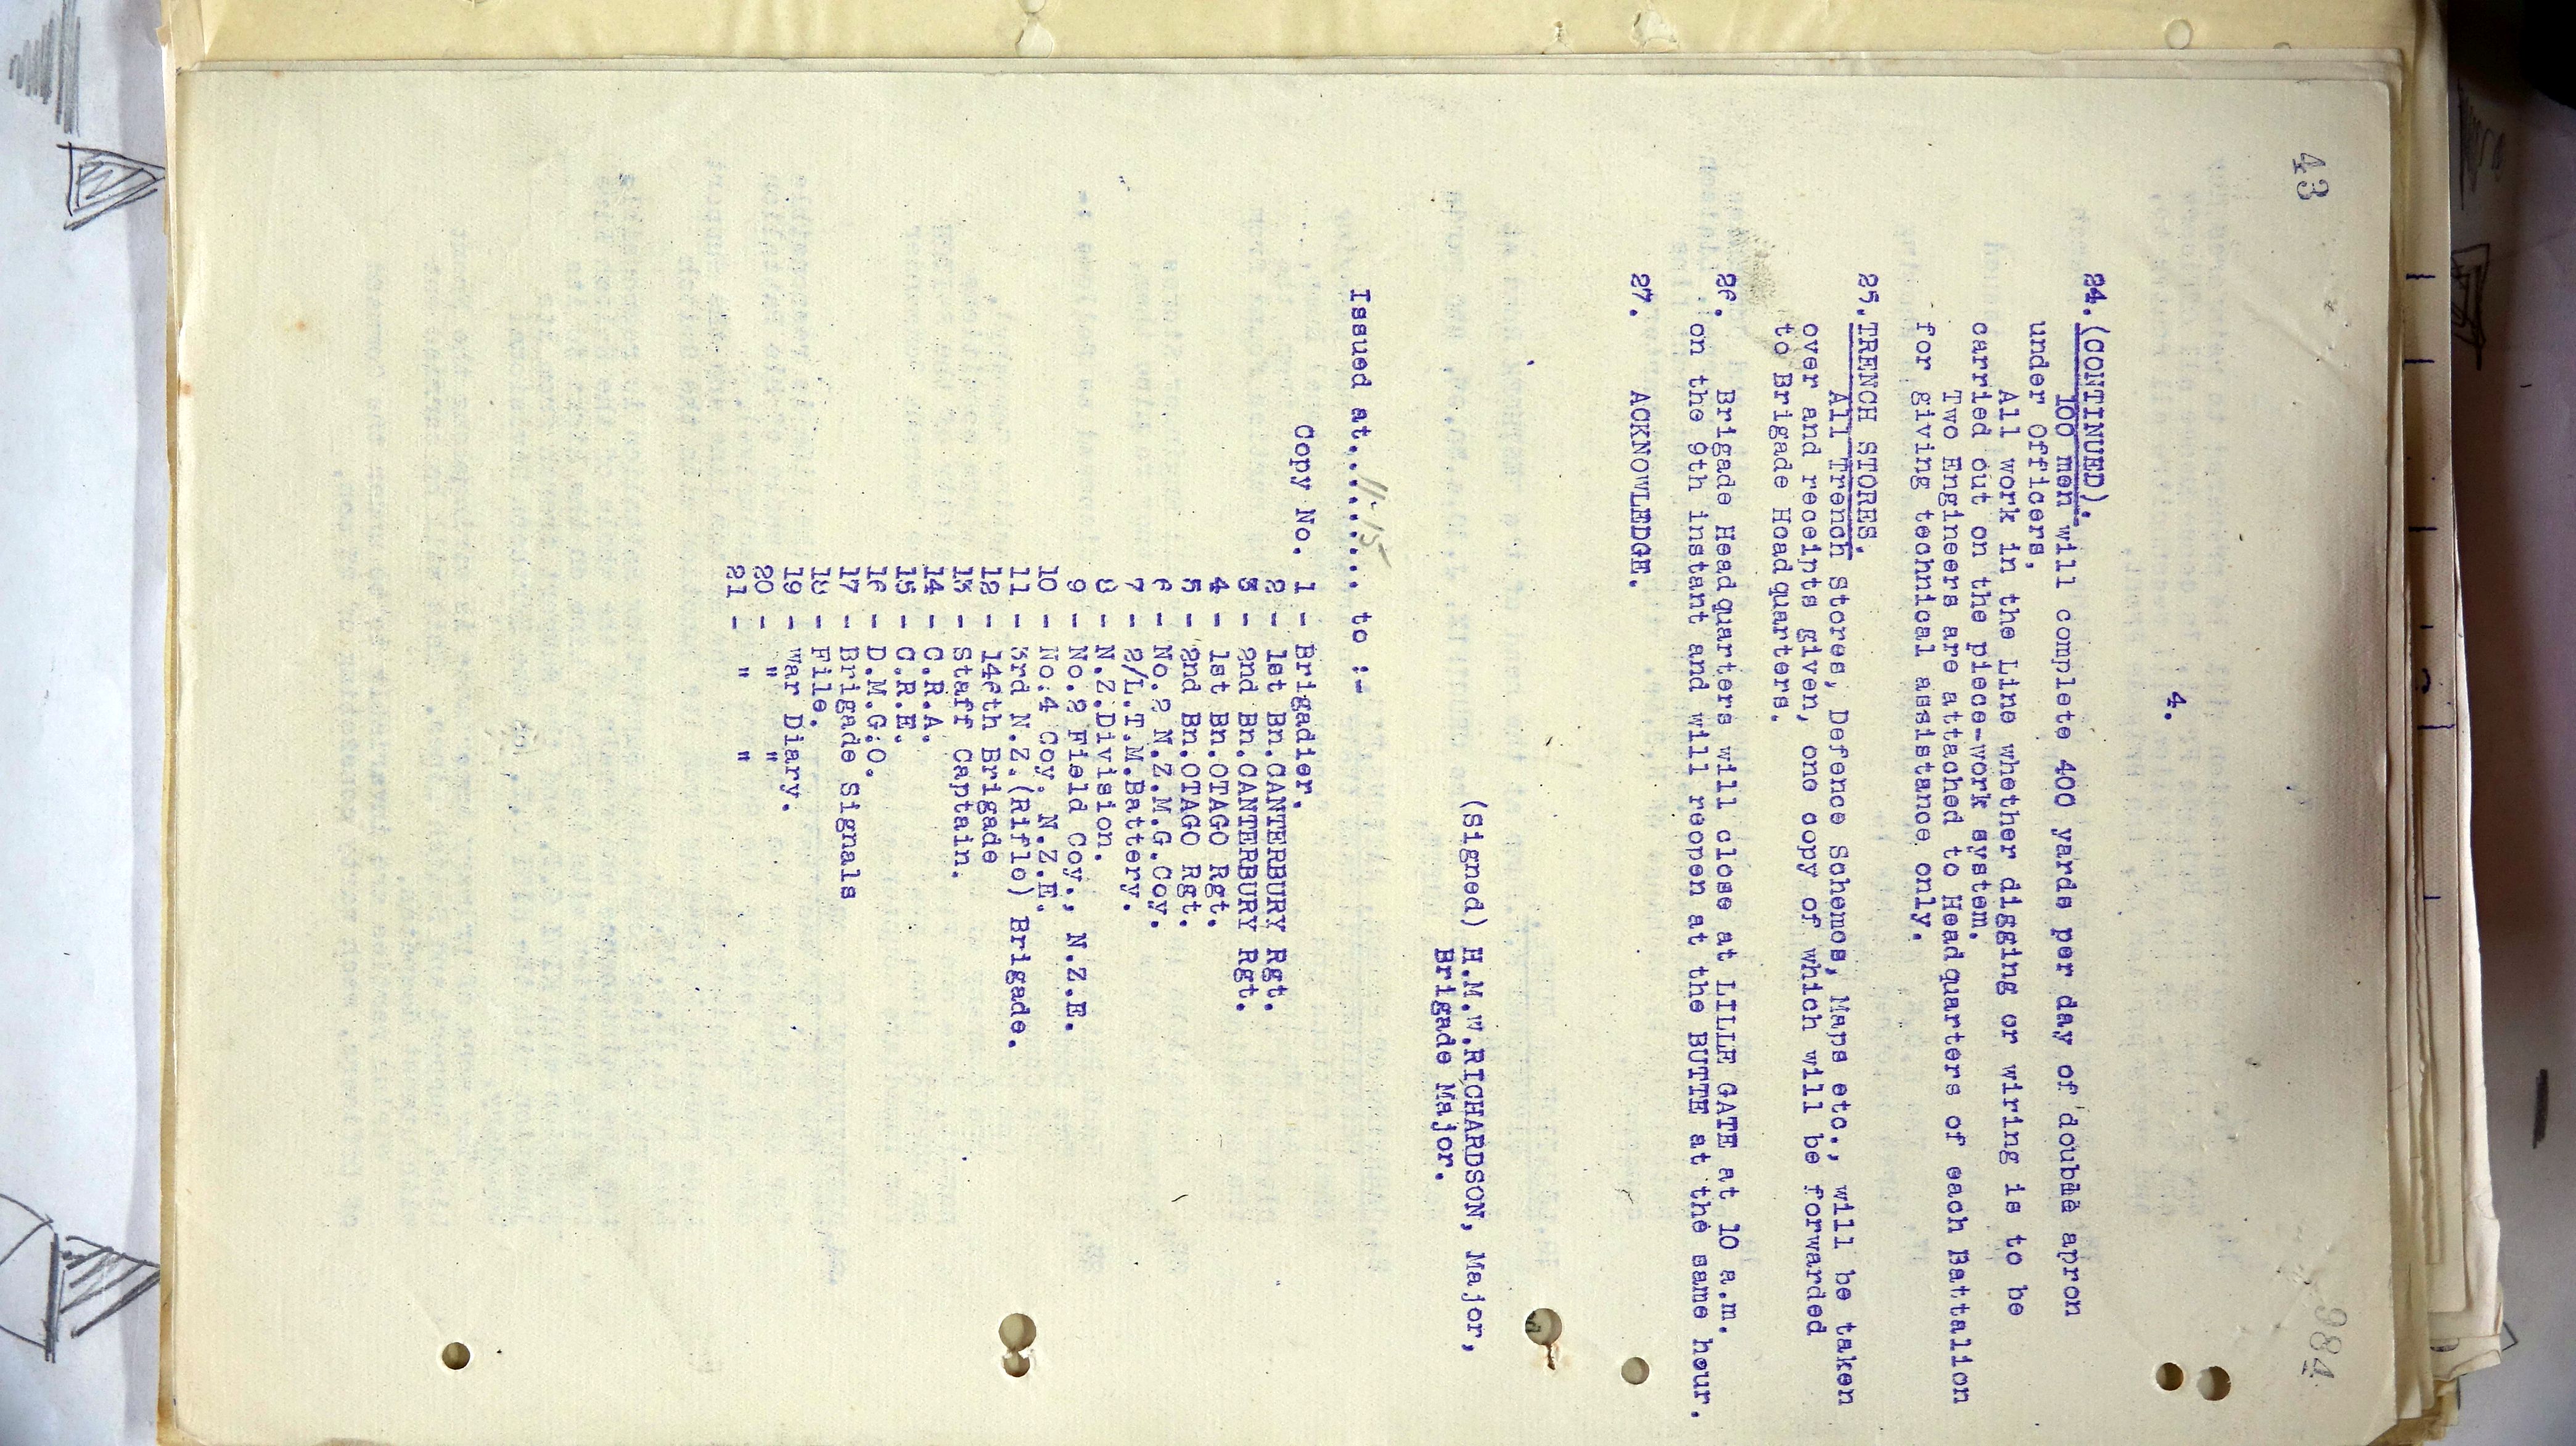 43
984
4.
24. (CONTINUED).
100 men will complete 400 yards per day of double apron
under Officers.
All work in the Line whether digging or wiring is to be
carried out on the piece-work system.
Two Engineers are attached to Headquarters of each Battalion
for giving technical assistance only.
25. TRENCH STORES.
All Trench Stores, Defence Schemes, Maps etc., will be taken
over and receipts given, one copy of which will be forwarded
to Brigade Headquarters.
26. Brigade Headquarters will close at LILLE GATE at 10 a.m.
on the 9th instant and will reopen at the BUTTE at the same hour.
27. ACKNOWLEDGE.
(Signed) H.M.W.RICHARDSON, Major,
Brigade Major.
Issued at..11-15.. to :-
Copy No. 1 - Brigadier.
2 - 1st Bn.CANTERBURY Rgt.
3 - 2nd Bn.CANTERBURY Rgt.
4 - 1st Bn.OTAGO Rgt.
5 - 2nd Bn.OTAGO Rgt.
6 - No.2 N.Z.M.G.Coy.
7 - 2/L.T.M.Battery.
8 - N.Z.Division.
9 - No.2 Field Coy., N.Z.E.
10 - No.4 Coy. N.Z.E.
11 - 3rd N.Z.(Rifle) Brigade.
12 - 146th Brigade
13 - Staff Captain.
14 - C.R.A.
15 - C.R.E.
16 - D.M.G.O.
17 - Brigade Signals
18 - File.
19 - War Diary.
20 - " "
21 - " "